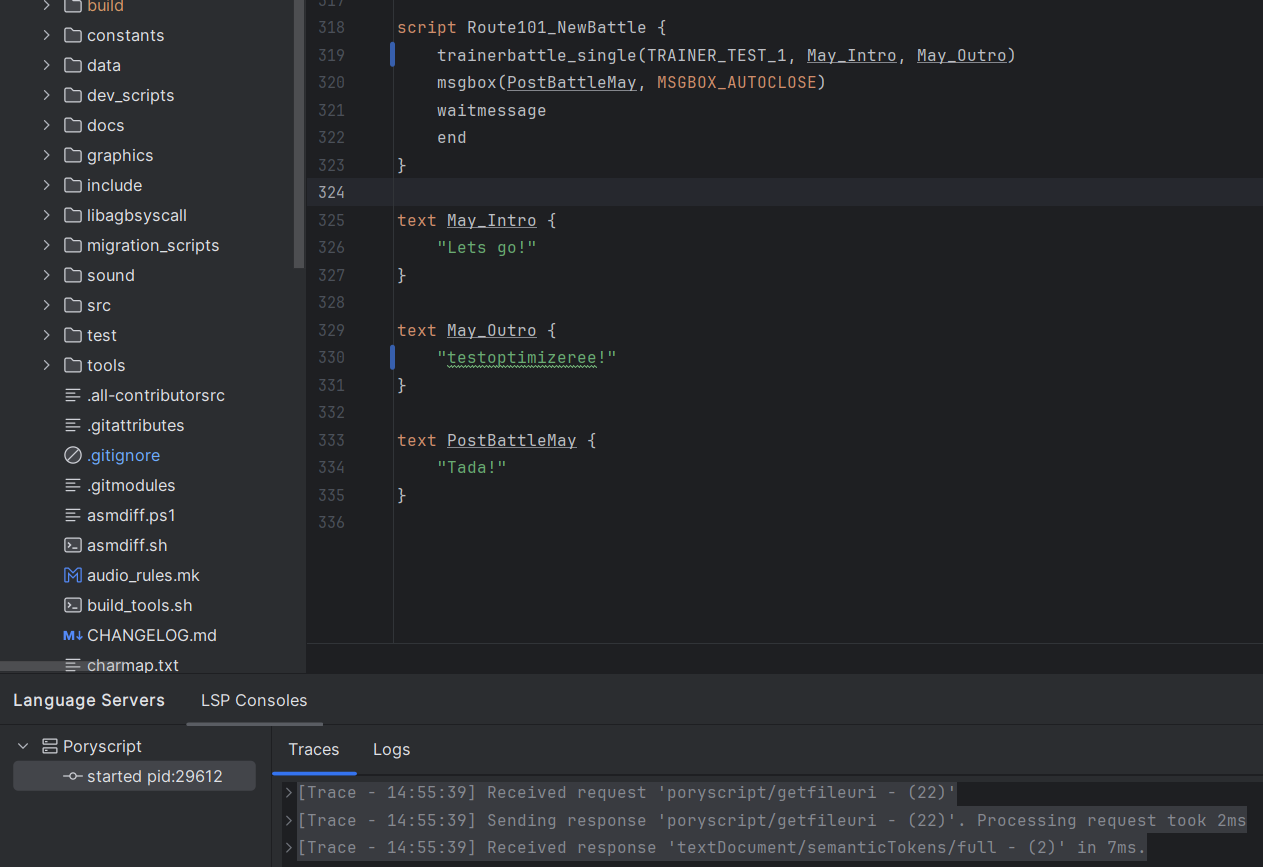 build
constants
data
dev_scripts
docs
graphics
include
libagbsyscall
migration_scripts
sound
src
test
tools
.all-contributorsrc
.gitattributes
.gitignore
.gitmodules
asmdiff.ps1
asmdiff.sh
audio_rules.mk
build_tools.sh
CHANGELOG.md
charmap.txt
317
318 script Route101_NewBattle {
319 trainerbattle_single(TRAINER_TEST_1, May_Intro, May_Outro)
320 msgbox(PostBattleMay, MSGBOX_AUTOCLOSE)
321 waitmessage
322 end
323 }
324
325 text May_Intro {
326 "Lets go!"
327 }
328
329 text May_Outro {
330 "testoptimizeree!"
331 }
332
333 text PostBattleMay {
334 "Tada!"
335 }
336
Language Servers LSP Consoles
Poryscript
started pid:29612
Traces Logs
[Trace - 14:55:39] Received request 'poryscript/getfileuri - (22)'
[Trace - 14:55:39] Sending response 'poryscript/getfileuri - (22)'. Processing request took 2ms
[Trace - 14:55:39] Received response 'textDocument/semanticTokens/full - (2)' in 7ms.